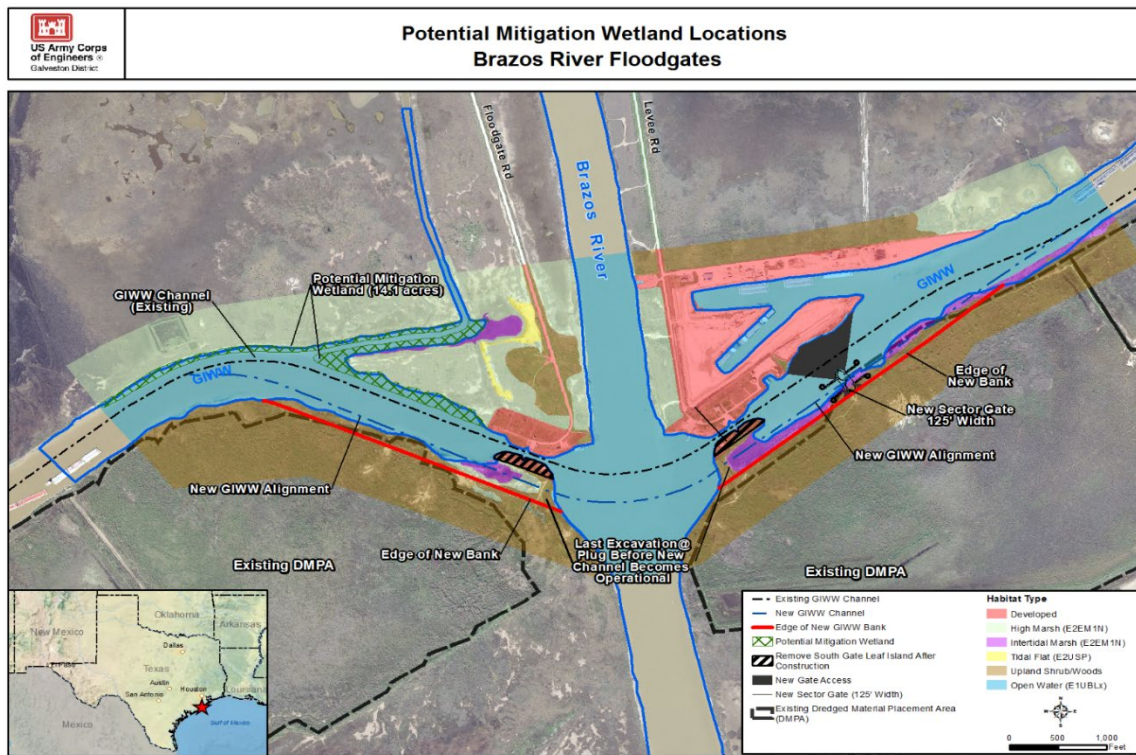 US Army Corps
of Engineers ®
Galveston District
Potential Mitigation Wetland Locations
Brazos River Floodgates
Floodgate Rd
Levee Rd
Brazos River
Potential Mitigation
Wetland (14.1 acres)
GIWW Channel
(Existing)
GIWW
GIWW
Edge of
New Bank
New Sector Gate
125' Width
New GIWW Alignment
New GIWW Alignment
Edge of New Bank
Last Excavation@
Plug Before New
Channel Becomes
Operational
Existing DMPA
Existing DMPA
Oklahoma
Arkansas
New Mexico
Dallas
El Paso
Texas
Austin
Houston
Louisiana
San Antonio
Mexico
Gulf of Mexico
Existing GIWW Channel
New GIWW Channel
Edge of New GIWW Bank
Potential Mitigation Wetland
Remove South Gate Leaf Island After
Construction
New Gate Access
New Sector Gate (125' Width)
Existing Dredged Material Placement Area
(DMPA)
Habitat Type
Developed
High Marsh (E2EM1N)
Intertidal Marsh (E2EM1N)
Tidal Flat (E2USP)
Upland Shrub/Woods
Open Water (E1UBLx)
N
W E
S
0 500 1,000
Feet